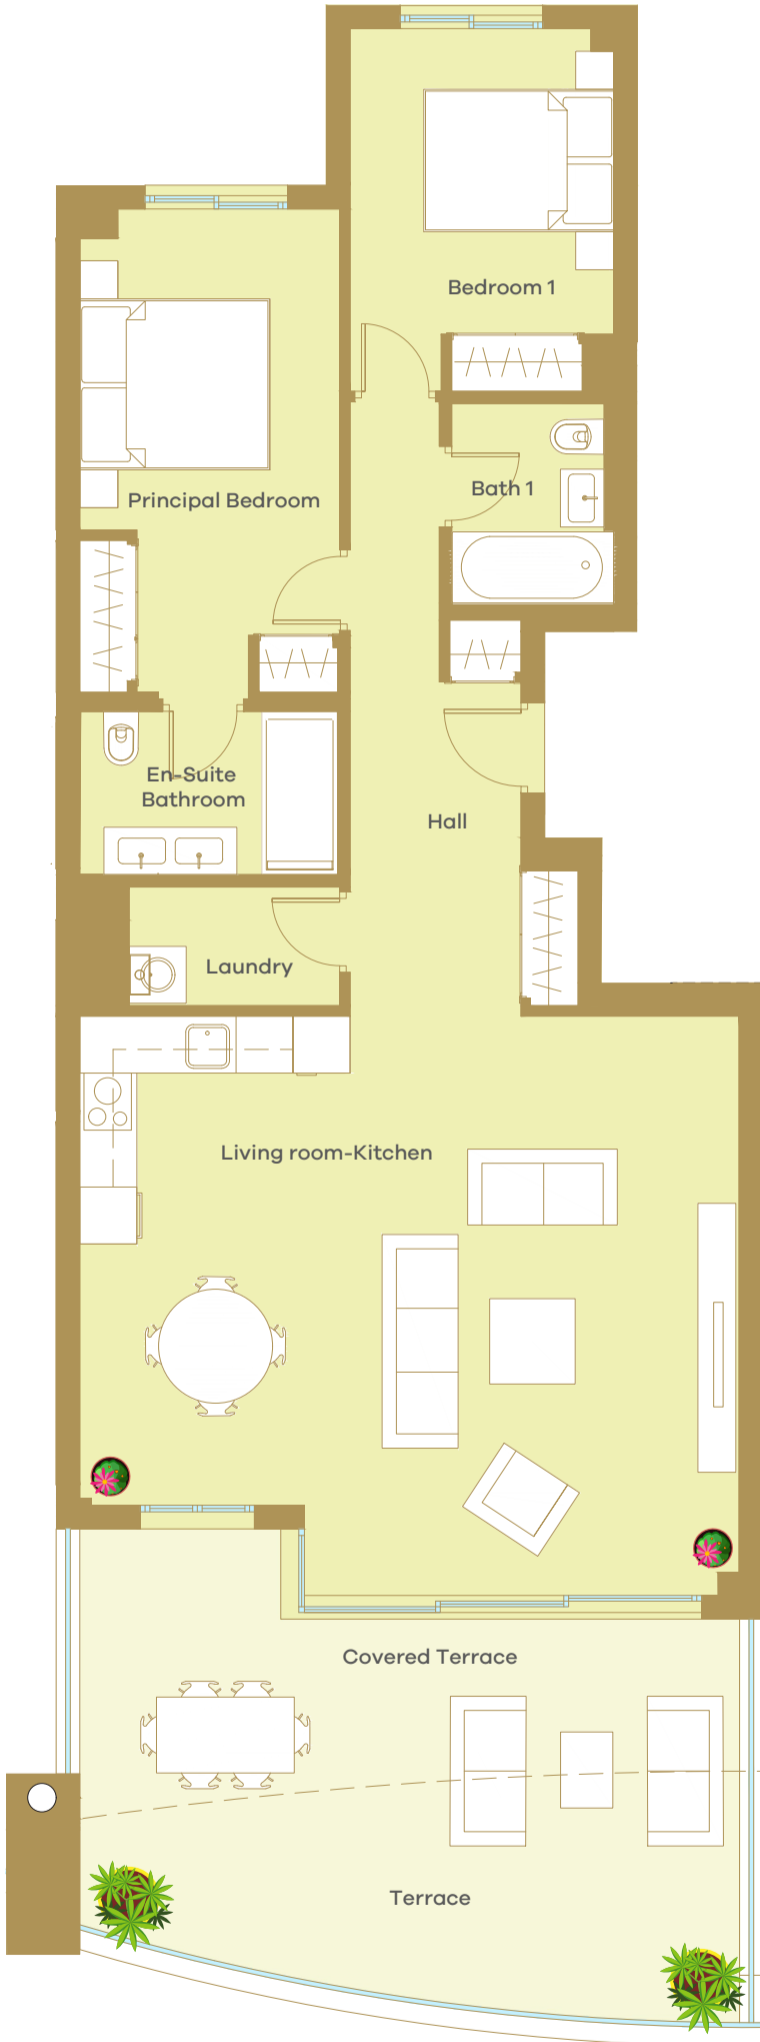 Bedroom 1
Bath 1
Principal Bedroom
En-Suite
Bathroom
Hall
Laundry
Living room-Kitchen
Covered Terrace
Terrace